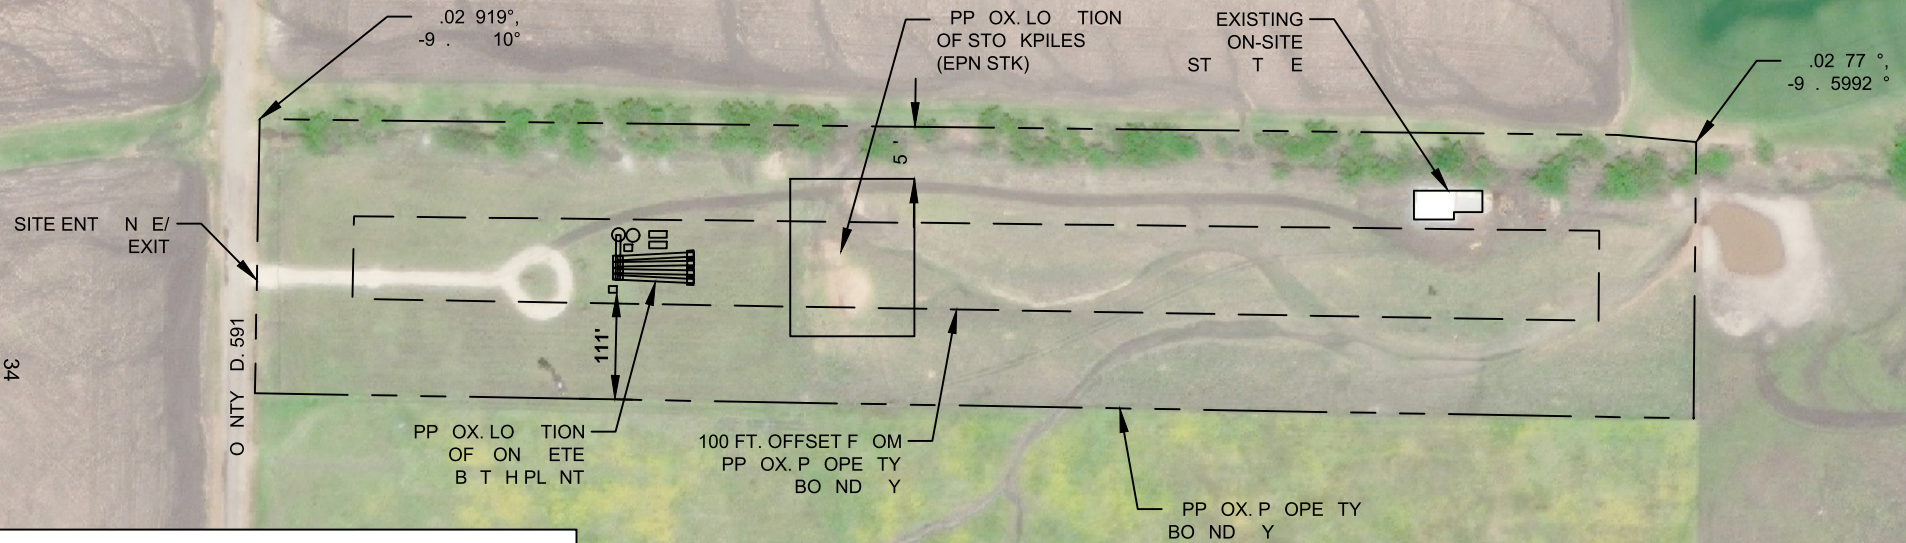 .02 919°,
-9 . 10°
PP OX. LO TION
OF STO KPILES
(EPN STK)
EXISTING
ON-SITE
ST T E
.02 77 °,
-9 . 5992 °
5 '
SITE ENT N E/
EXIT
111'
34
O NTY D. 591
PP OX. LO TION
OF ON ETE
B T H PL NT
100 FT. OFFSET F OM
PP OX. P OPE TY
BO ND Y
PP OX. P OPE TY
BO ND Y